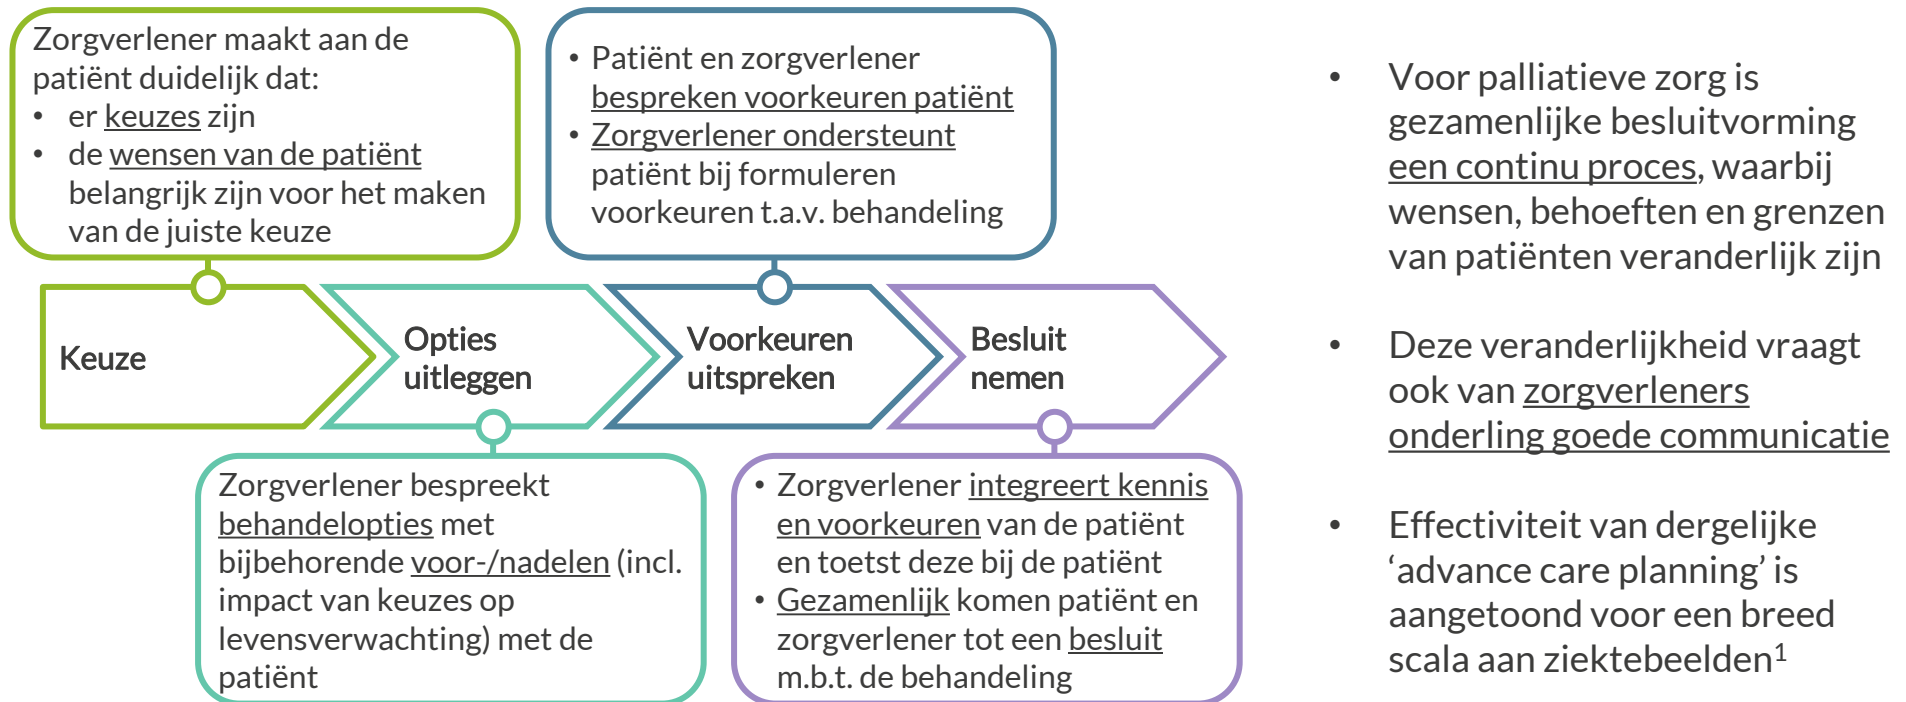 Zorgverlener maakt aan de
patiënt duidelijk dat:
• er keuzes zijn
• de wensen van de patiënt
belangrijk zijn voor het maken
van de juiste keuze
• Patiënt en zorgverlener
bespreken voorkeuren patiënt
• Zorgverlener ondersteunt
patiënt bij formuleren
voorkeuren t.a.v. behandeling
Keuze
Opties
uitleggen
Voorkeuren
uitspreken
Besluit
nemen
Zorgverlener bespreekt
behandelopties met
bijbehorende voor-/nadelen (incl.
impact van keuzes op
levensverwachting) met de
patiënt
• Zorgverlener integreert kennis
en voorkeuren van de patiënt
en toetst deze bij de patiënt
• Gezamenlijk komen patiënt en
zorgverlener tot een besluit
m.b.t. de behandeling
• Voor palliatieve zorg is
gezamenlijke besluitvorming
een continu proces, waarbij
wensen, behoeften en grenzen
van patiënten veranderlijk zijn
• Deze veranderlijkheid vraagt
ook van zorgverleners
onderling goede communicatie
• Effectiviteit van dergelijke
‘advance care planning’ is
aangetoond voor een breed
scala aan ziektebeelden¹